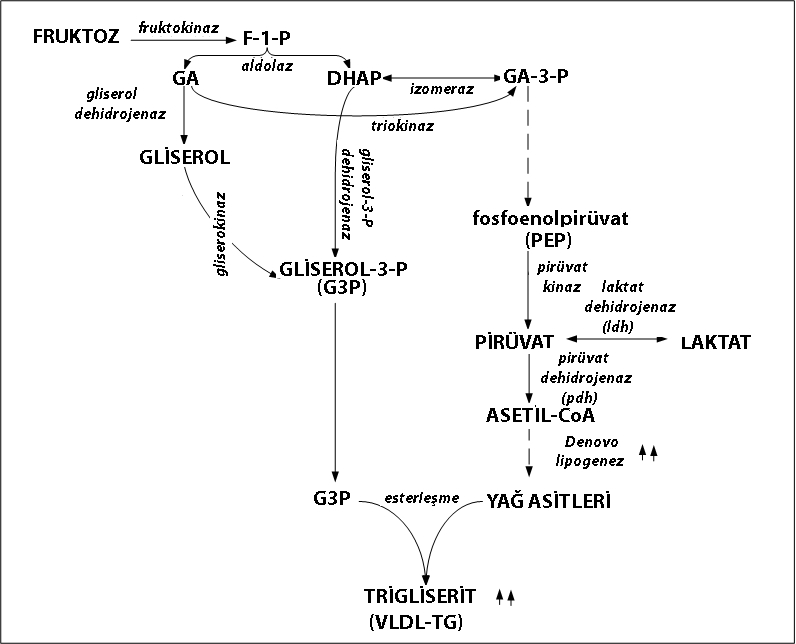 FRUKTOZ
fruktokinaz
F-1-P
aldolaz
GA
DHAP
izomeraz
GA-3-P
gliserol
dehidrojenaz
triokinaz
GLİSEROL
gliserol-3-P
dehidrojenaz
gliserokinaz
fosfoenolpirüvat
(PEP)
GLİSEROL-3-P
(G3P)
pirüvat
kinaz
laktat
dehidrojenaz
(ldh)
PİRÜVAT
LAKTAT
pirüvat
dehidrojenaz
(pdh)
ASETİL-CoA
Denovo
lipogenez
G3P
esterleşme
YAĞ ASİTLERİ
TRİGLİSERİT
(VLDL-TG)